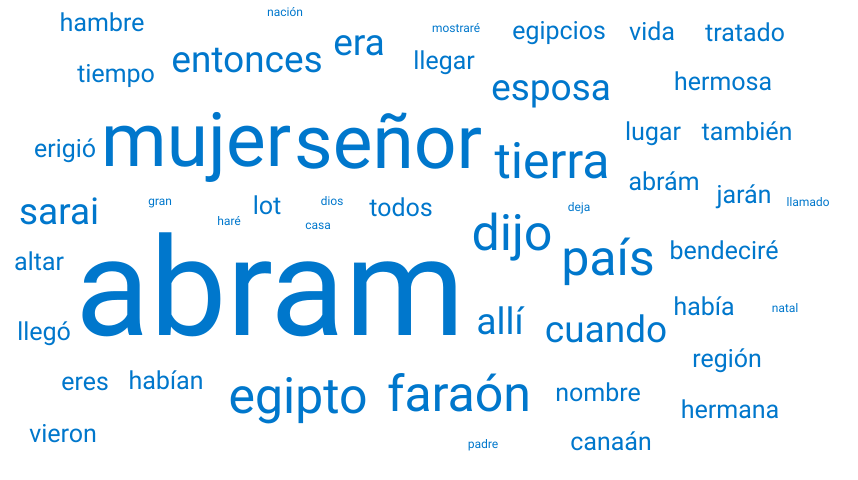 nación
hambre
mostraré
egipcios
vida
tratado
era
entonces
llegar
tiempo
esposa
hermosa
mujer
señor
erigió
tierra
lugar
también
abrám
jarán
llamado
sarai
gran
haré
lot
dios
casa
todos
deja
dijo
altar
abram
país
bendeciré
allí
cuando
había
natal
llegó
región
eres
habían
egipto
faraón
nombre
hermana
vieron
padre
canaán